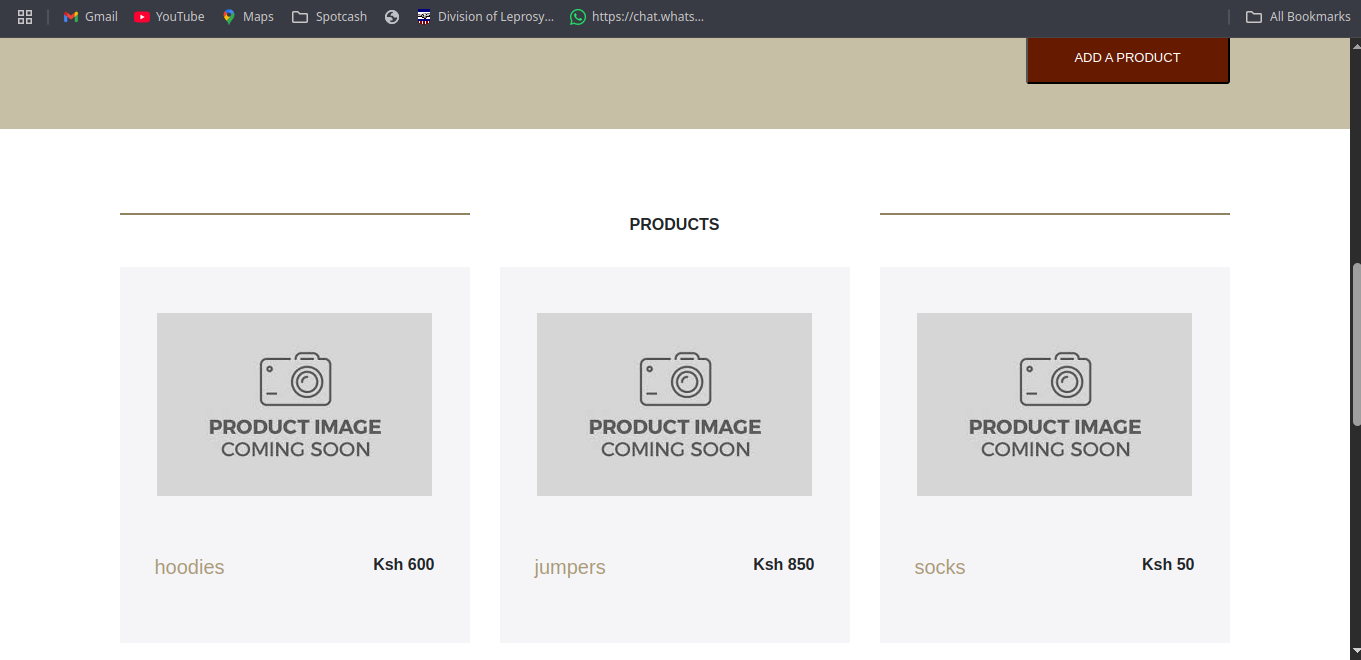 Gmail
YouTube
Maps
Spotcash
Division of Leprosy...
https://chat.whats...
All Bookmarks
ADD A PRODUCT
PRODUCTS
PRODUCT IMAGE
COMING SOON
PRODUCT IMAGE
COMING SOON
PRODUCT IMAGE
COMING SOON
hoodies
Ksh 600
jumpers
Ksh 850
socks
Ksh 50